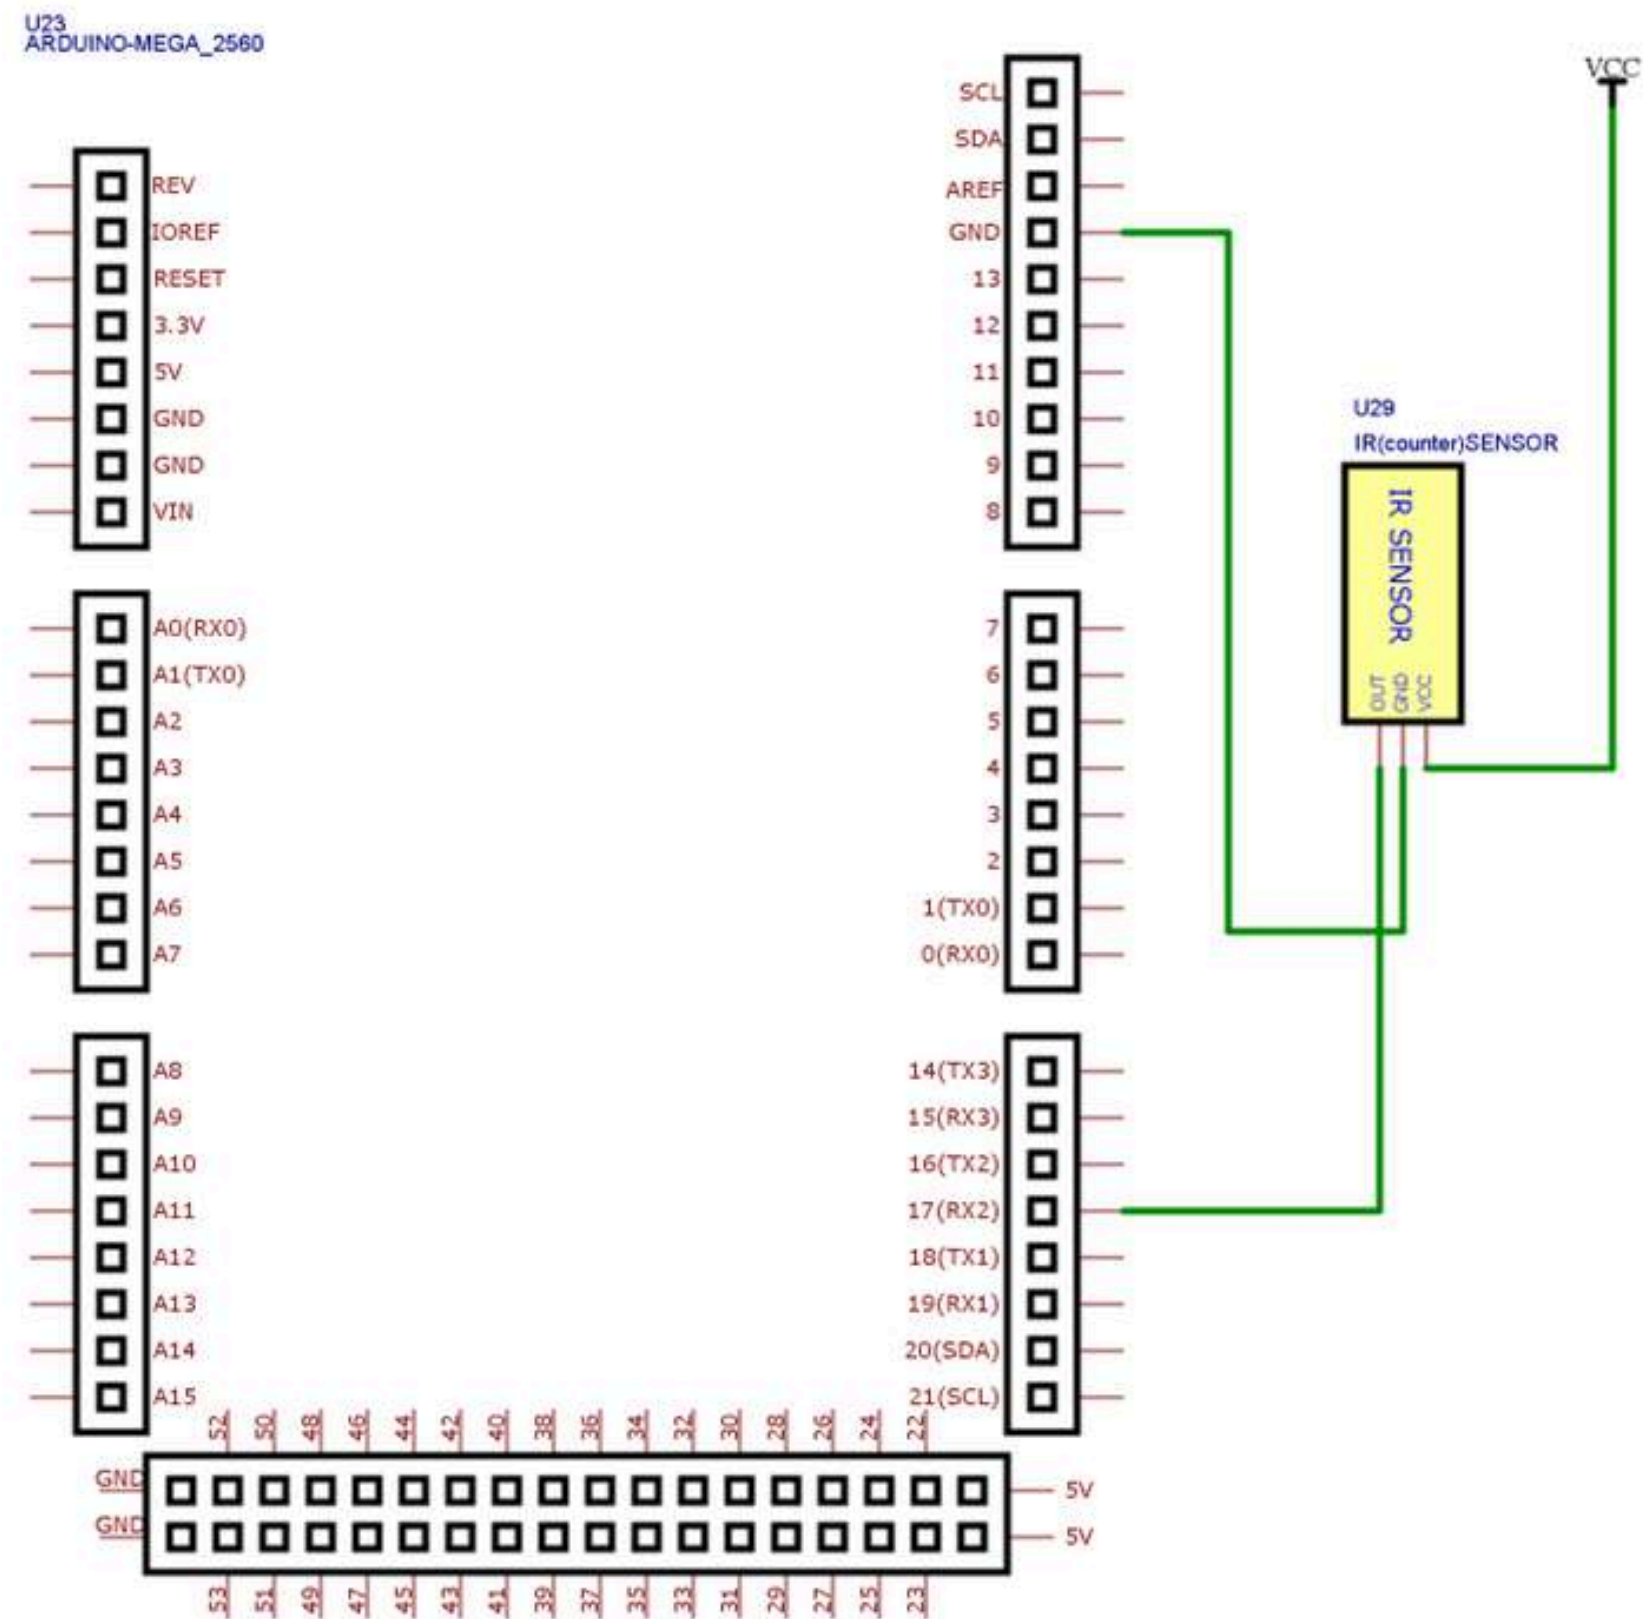 U23
ARDUINO-MEGA_2560
REV
IOREF
RESET
3.3V
5V
GND
GND
VIN
A0(RX0)
A1(TX0)
A2
A3
A4
A5
A6
A7
A8
A9
A10
A11
A12
A13
A14
A15
SCL
SDA
AREF
GND
13
12
11
10
9
8
7
6
5
4
3
2
1(TX0)
0(RX0)
14(TX3)
15(RX3)
16(TX2)
17(RX2)
18(TX1)
19(RX1)
20(SDA)
21(SCL)
52 50 48 46 44 42 40 38 36 34 32 30 28 26 24 22
GND 5V
GND 5V
53 51 49 47 45 43 41 39 37 35 33 31 29 27 25 23
VCC
U29
IR(counter)SENSOR
IR SENSOR
OUT
GND
VCC